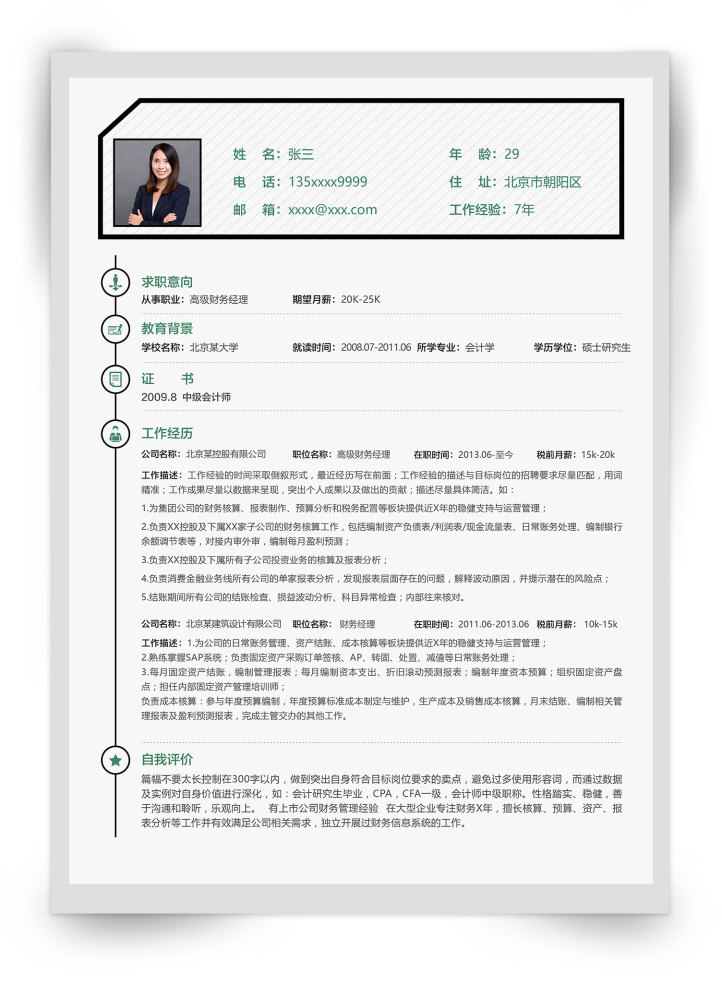 姓 名：张三 年 龄：29
电 话：135xxxx9999 住 址：北京市朝阳区
邮 箱：xxxx@xxx.com 工作经验：7年
求职意向
从事职业：高级财务经理 期望月薪：20K-25K
教育背景
学校名称：北京某大学 就读时间：2008.07-2011.06 所学专业：会计学 学历学位：硕士研究生
证 书
2009.8 中级会计师
工作经历
公司名称：北京某控股有限公司 职位名称：高级财务经理 在职时间：2013.06-至今 税前月薪：15k-20k
工作描述：工作经验的时间采取倒叙形式，最近经历写在前面；工作经验的描述与目标岗位的招聘要求尽量匹配，用词
精准；工作成果尽量以数据来呈现，突出个人成果以及做出的贡献；描述尽量具体简洁。如：
1.为集团公司的财务核算、报表制作、预算分析和税务配置等板块提供近X年的稳健支持与运营管理；
2.负责XX控股及下属XX家子公司的财务核算工作，包括编制资产负债表/利润表/现金流量表、日常账务处理、编制银行
余额调节表等，对接内审外审，编制每月盈利预测；
3.负责XX控股及下属所有子公司投资业务的核算及报表分析；
4.负责消费金融业务线所有公司的单家报表分析，发现报表层面存在的问题，解释波动原因，并提示潜在的风险点；
5.结账期间所有公司的结账检查、损益波动分析、科目异常检查；内部往来核对。
公司名称：北京某建筑设计有限公司 职位名称： 财务经理 在职时间：2011.06-2013.06 税前月薪： 10k-15k
工作描述：1.为公司的日常账务管理、资产结账、成本核算等板块提供近X年的稳健支持与运营管理；
2.熟练掌握SAP系统；负责固定资产采购订单签核、AP、转固、处置、减值等日常账务处理；
3.每月固定资产结账，编制管理报表；每月编制资本支出、折旧滚动预测报表；编制年度资本预算；组织固定资产盘
点；担任内部固定资产管理培训师；
负责成本核算：参与年度预算编制，年度预算标准成本制定与维护，生产成本及销售成本核算，月末结账、编制相关管
理报表及盈利预测报表，完成主管交办的其他工作。
自我评价
篇幅不要太长控制在300字以内，做到突出自身符合目标岗位要求的卖点，避免过多使用形容词，而通过数据
及实例对自身价值进行深化，如：会计研究生毕业，CPA，CFA一级，会计师中级职称。性格踏实、稳健，善
于沟通和聆听，乐观向上。 有上市公司财务管理经验 在大型企业专注财务X年，擅长核算、预算、资产、报
表分析等工作并有效满足公司相关需求，独立开展过财务信息系统的工作。